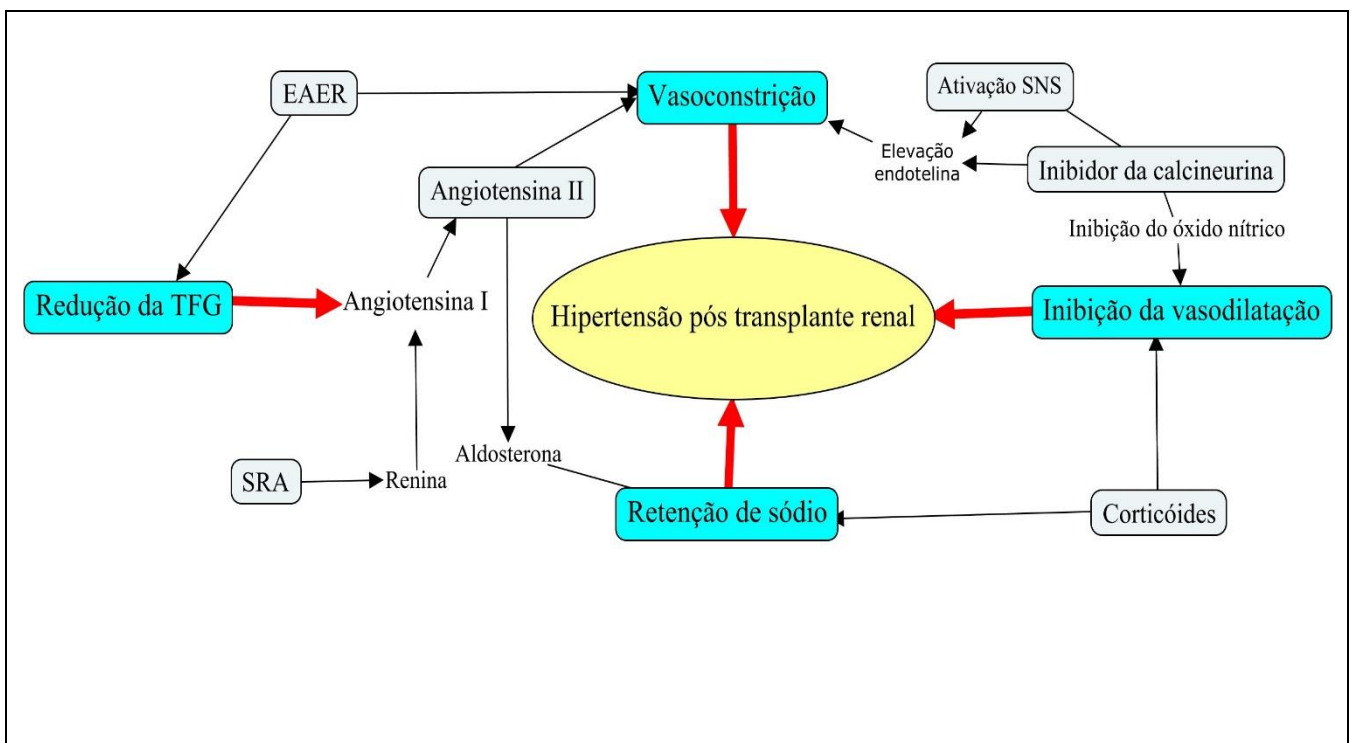 EAER
Vasoconstrição
Ativação SNS
Elevação
endotelina
Inibidor da calcineurina
Angiotensina II
Inibição do óxido nítrico
Redução da TFG
Angiotensina I
Hipertensão pós transplante renal
Inibição da vasodilatação
Aldosterona
SRA
Renina
Retenção de sódio
Corticóides